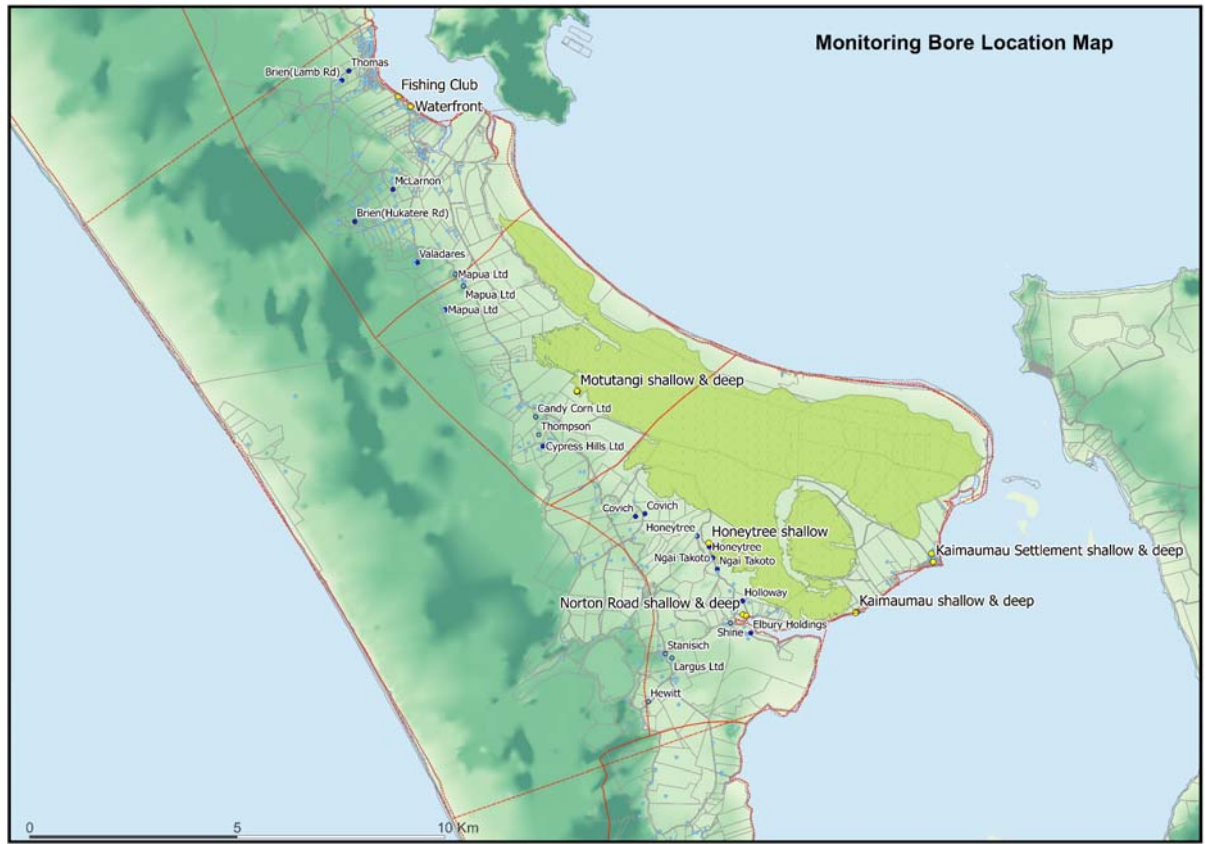 Monitoring Bore Location Map
Thomas
Brien(Lamb Rd)
Fishing Club
Waterfront
McLarnon
Brien(Hukatere Rd)
Valadares
Mapua Ltd
Mapua Ltd
Mapua Ltd
Motutangi shallow & deep
Candy Corn Ltd
Thompson
Cypress Hills Ltd
Covich
Covich
Honeytree
Honeytree shallow
Honeytree
Ngai Takoto
Ngai Takoto
Kaimaumau Settlement shallow & deep
Holloway
Norton Road shallow & deep
Kaimaumau shallow & deep
Elbury Holdings
Shine
Stanisich
Largus Ltd
Hewitt
0 5 10 Km